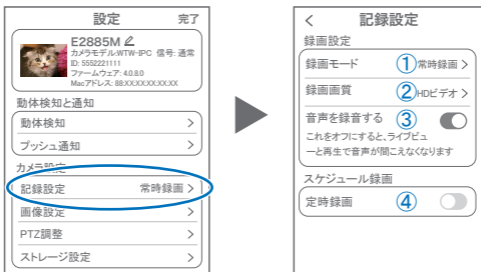 設定
完了
E2885M
カメラモデル:WTW-IPC 信号: 通常
ID: 5552221111
ファームウェア: 4.0.8.0
Macアドレス: 88:XX:XX:XX:XX:XX
動体検知と通知
動体検知 >
プッシュ通知 >
カメラ設定
記録設定 常時録画 >
画像設定 >
PTZ調整 >
ストレージ設定 >
< 記録設定
録画設定
録画モード ① 常時録画 >
録画画質 ② HDビデオ >
音声を録音する ③
これをオフにすると、ライブビュ
ーと再生で音声が聞こえなくなります
スケジュール録画
定時録画 ④